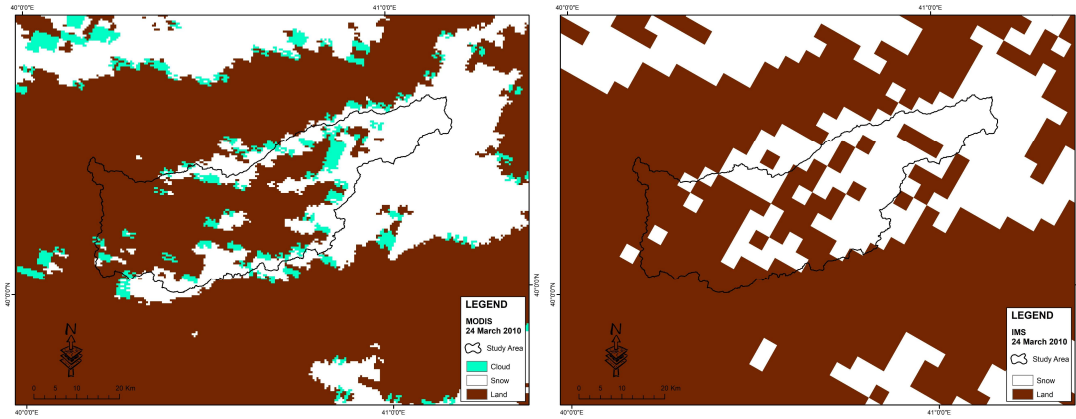 40°0'0"E
41°0'0"E
40°0'0"N
LEGEND
MODIS
24 March 2010
Study Area
Cloud
Snow
Land
N
0 5 10 20 Km
40°0'0"E
41°0'0"E
40°0'0"E
41°0'0"E
40°0'0"N
LEGEND
IMS
24 March 2010
Study Area
Snow
Land
N
0 5 10 20 Km
40°0'0"E
41°0'0"E